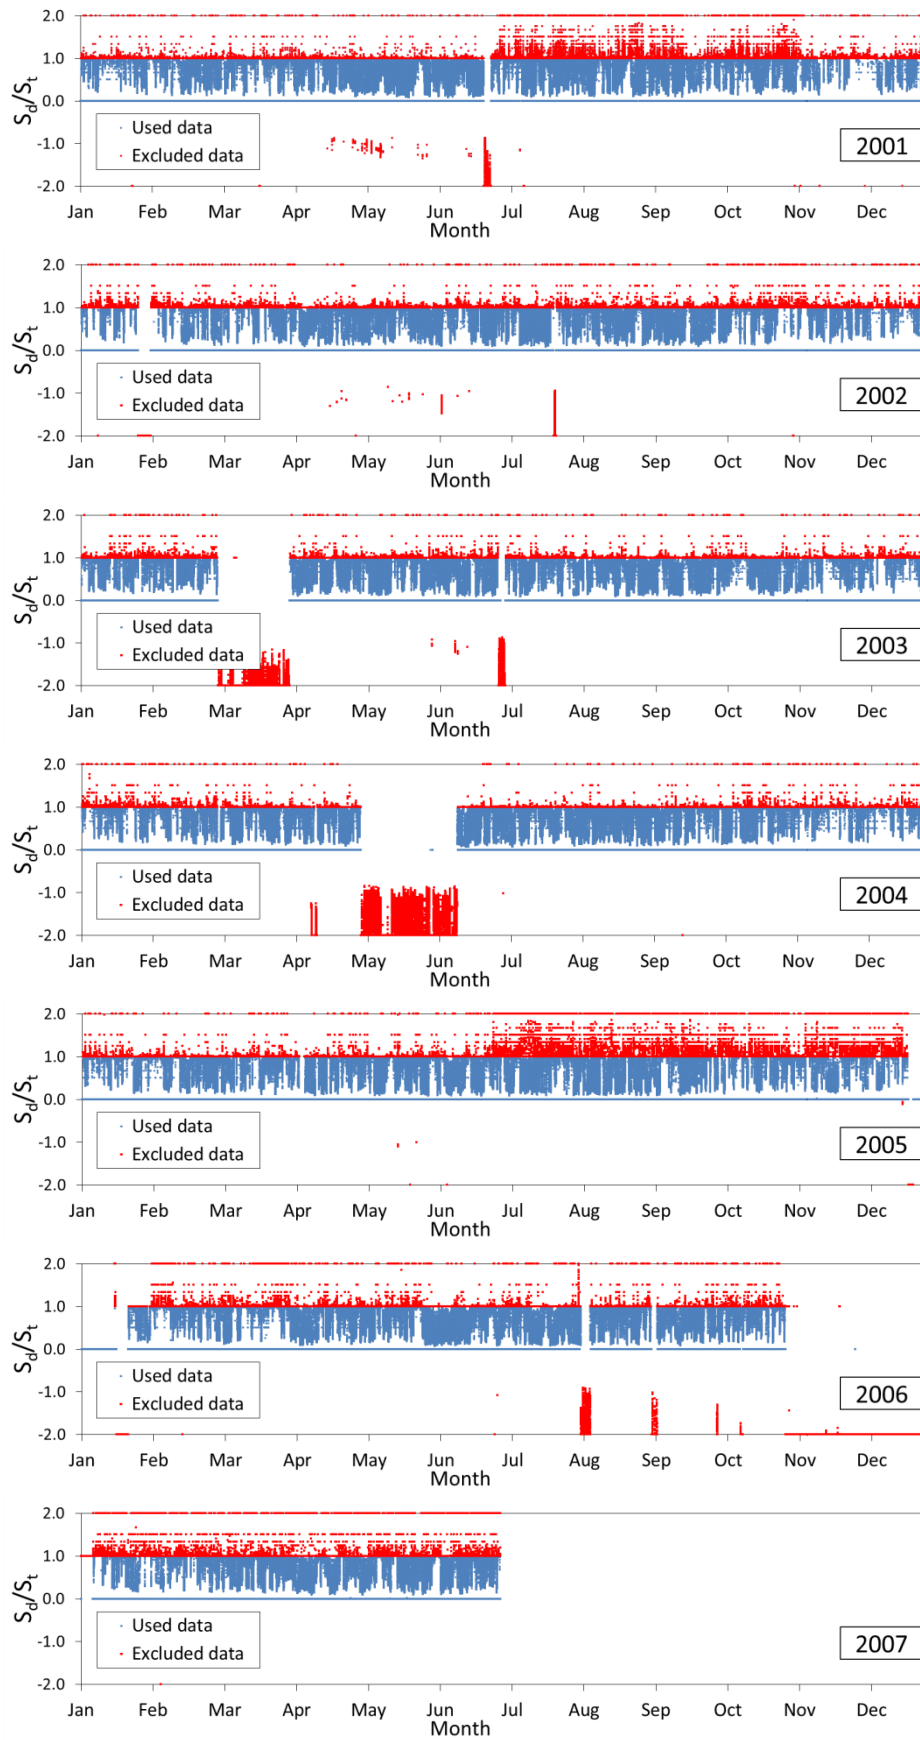 2.0
1.0
0.0
-1.0
-2.0
Sd/St
Used data
Excluded data
2001
Jan Feb Mar Apr May Jun Jul Aug Sep Oct Nov Dec
Month
2.0
1.0
0.0
-1.0
-2.0
Sd/St
Used data
Excluded data
2002
Jan Feb Mar Apr May Jun Jul Aug Sep Oct Nov Dec
Month
2.0
1.0
0.0
-1.0
-2.0
Sd/St
Used data
Excluded data
2003
Jan Feb Mar Apr May Jun Jul Aug Sep Oct Nov Dec
Month
2.0
1.0
0.0
-1.0
-2.0
Sd/St
Used data
Excluded data
2004
Jan Feb Mar Apr May Jun Jul Aug Sep Oct Nov Dec
Month
2.0
1.0
0.0
-1.0
-2.0
Sd/St
Used data
Excluded data
2005
Jan Feb Mar Apr May Jun Jul Aug Sep Oct Nov Dec
Month
2.0
1.0
0.0
-1.0
-2.0
Sd/St
Used data
Excluded data
2006
Jan Feb Mar Apr May Jun Jul Aug Sep Oct Nov Dec
Month
2.0
1.0
0.0
-1.0
-2.0
Sd/St
Used data
Excluded data
2007
Jan Feb Mar Apr May Jun Jul Aug Sep Oct Nov Dec
Month